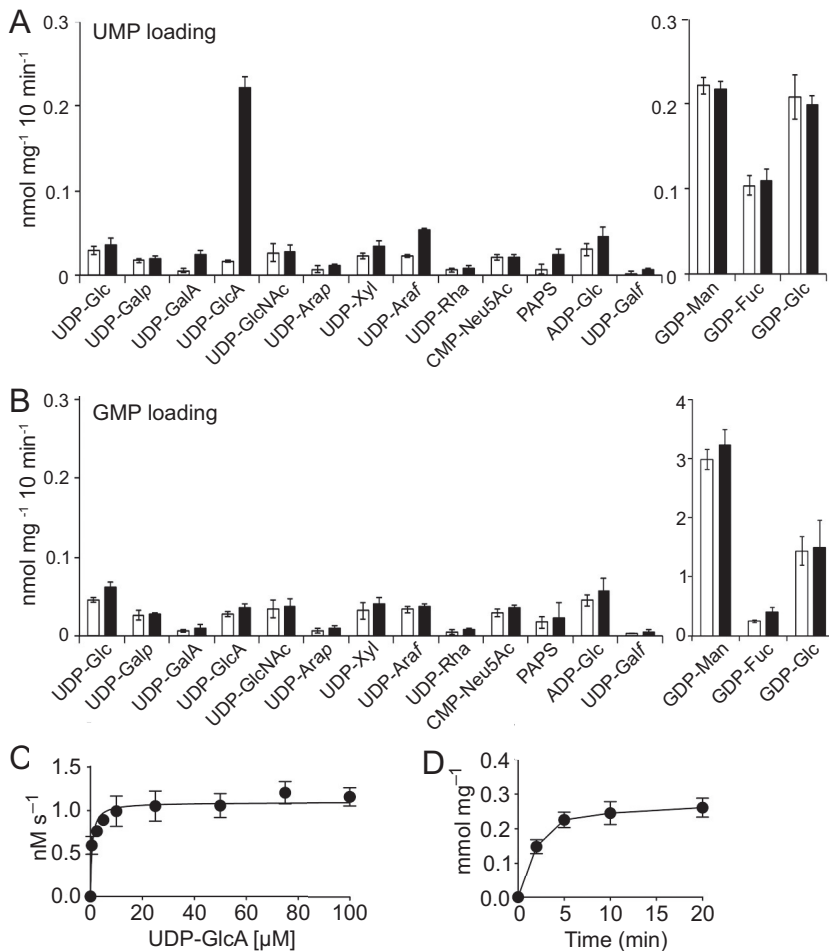 A
UMP loading
nmol mg⁻¹ 10 min⁻¹
0.3
0.2
0.1
0
0.3
0.2
0.1
0
UDP-Glc
UDP-Galp
UDP-GalA
UDP-GlcA
UDP-GlcNAc
UDP-Arap
UDP-Xyl
UDP-Araf
UDP-Rha
CMP-Neu5Ac
PAPS
ADP-Glc
UDP-Galf
GDP-Man
GDP-Fuc
GDP-Glc
B
GMP loading
nmol mg⁻¹ 10 min⁻¹
0.3
0.2
0.1
0
4
3
2
1
0
UDP-Glc
UDP-Galp
UDP-GalA
UDP-GlcA
UDP-GlcNAc
UDP-Arap
UDP-Xyl
UDP-Araf
UDP-Rha
CMP-Neu5Ac
PAPS
ADP-Glc
UDP-Galf
GDP-Man
GDP-Fuc
GDP-Glc
C
nM s⁻¹
1.5
1.0
0.5
0.0
0 20 40 60 80 100
UDP-GlcA [µM]
D
mmol mg⁻¹
0.4
0.3
0.2
0.1
0.0
0 5 10 15 20
Time (min)